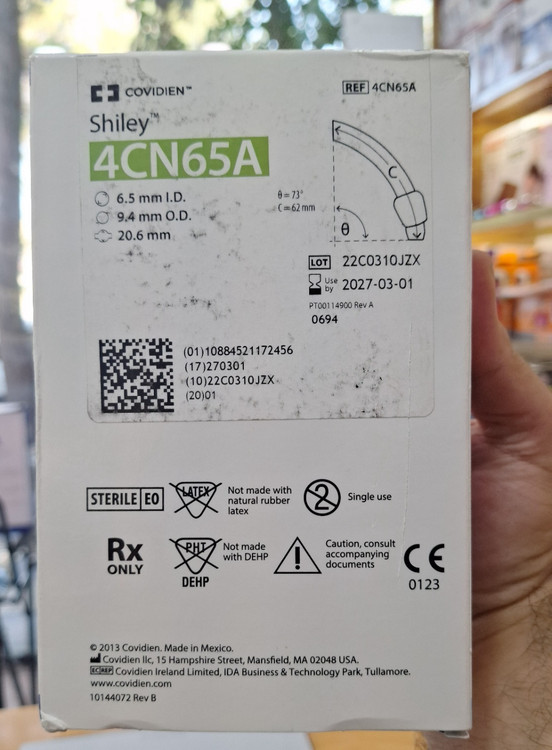 COVIDIEN™
REF 4CN65A
Shiley™
4CN65A
6.5 mm I.D.
9.4 mm O.D.
20.6 mm
θ = 73°
C = 62 mm
C
θ
LOT 22C0310JZX
Use by 2027-03-01
PT00114900 Rev A
0694
(01)10884521172456
(17)270301
(10)22C0310JZX
(20)01
STERILE EO
LATEX
Not made with
natural rubber
latex
2
Single use
Rx
ONLY
PHT
DEHP
Not made
with DEHP
!
Caution, consult
accompanying
documents
CE
0123
© 2013 Covidien. Made in Mexico.
Covidien llc, 15 Hampshire Street, Mansfield, MA 02048 USA.
EC REP Covidien Ireland Limited, IDA Business & Technology Park, Tullamore.
www.covidien.com
10144072 Rev B